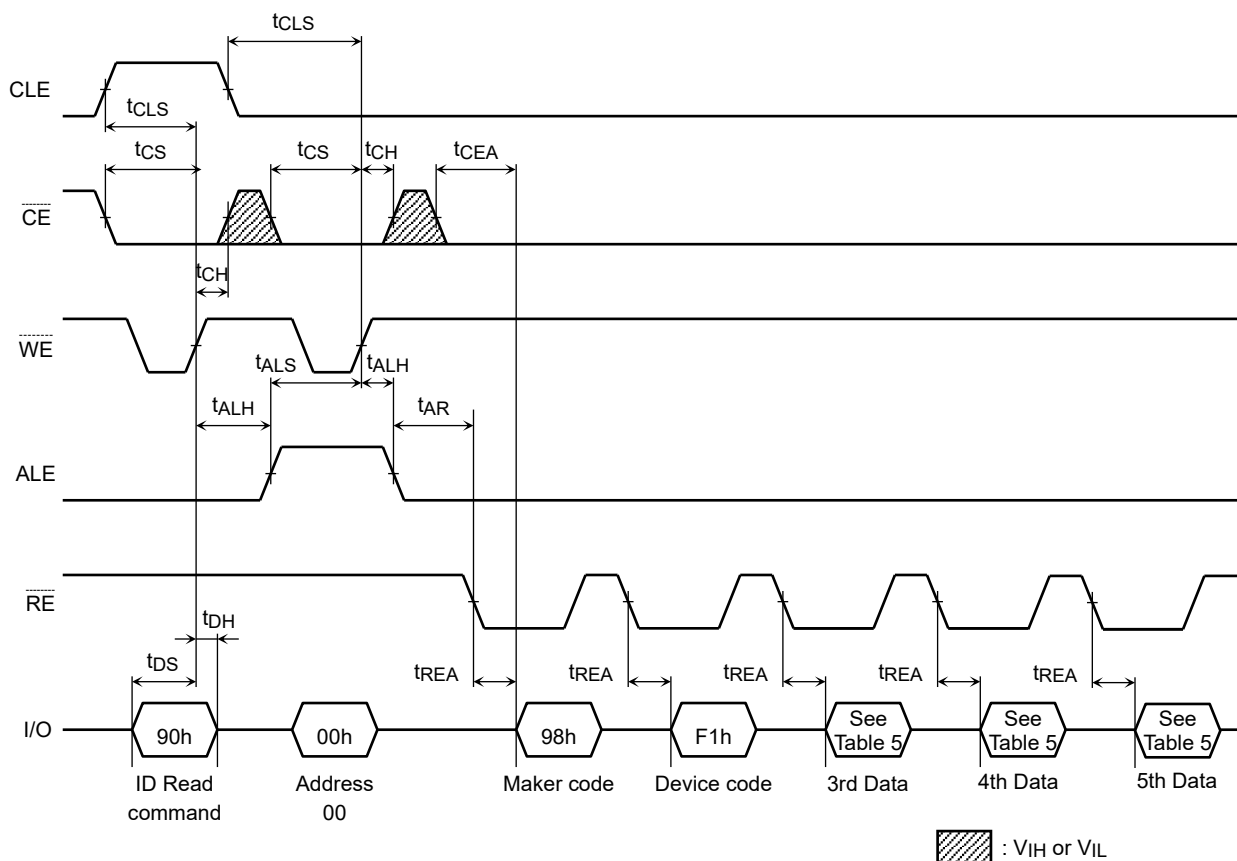 tCLS
CLE
tCLS
tCS
tCS
tCH
tCEA
CE
tCH
WE
tALS
tALH
tALH
tAR
ALE
RE
tDH
tDS
tREA
tREA
tREA
tREA
tREA
I/O
90h
00h
98h
F1h
See
Table 5
See
Table 5
See
Table 5
ID Read
command
Address
00
Maker code
Device code
3rd Data
4th Data
5th Data
: VIH or VIL